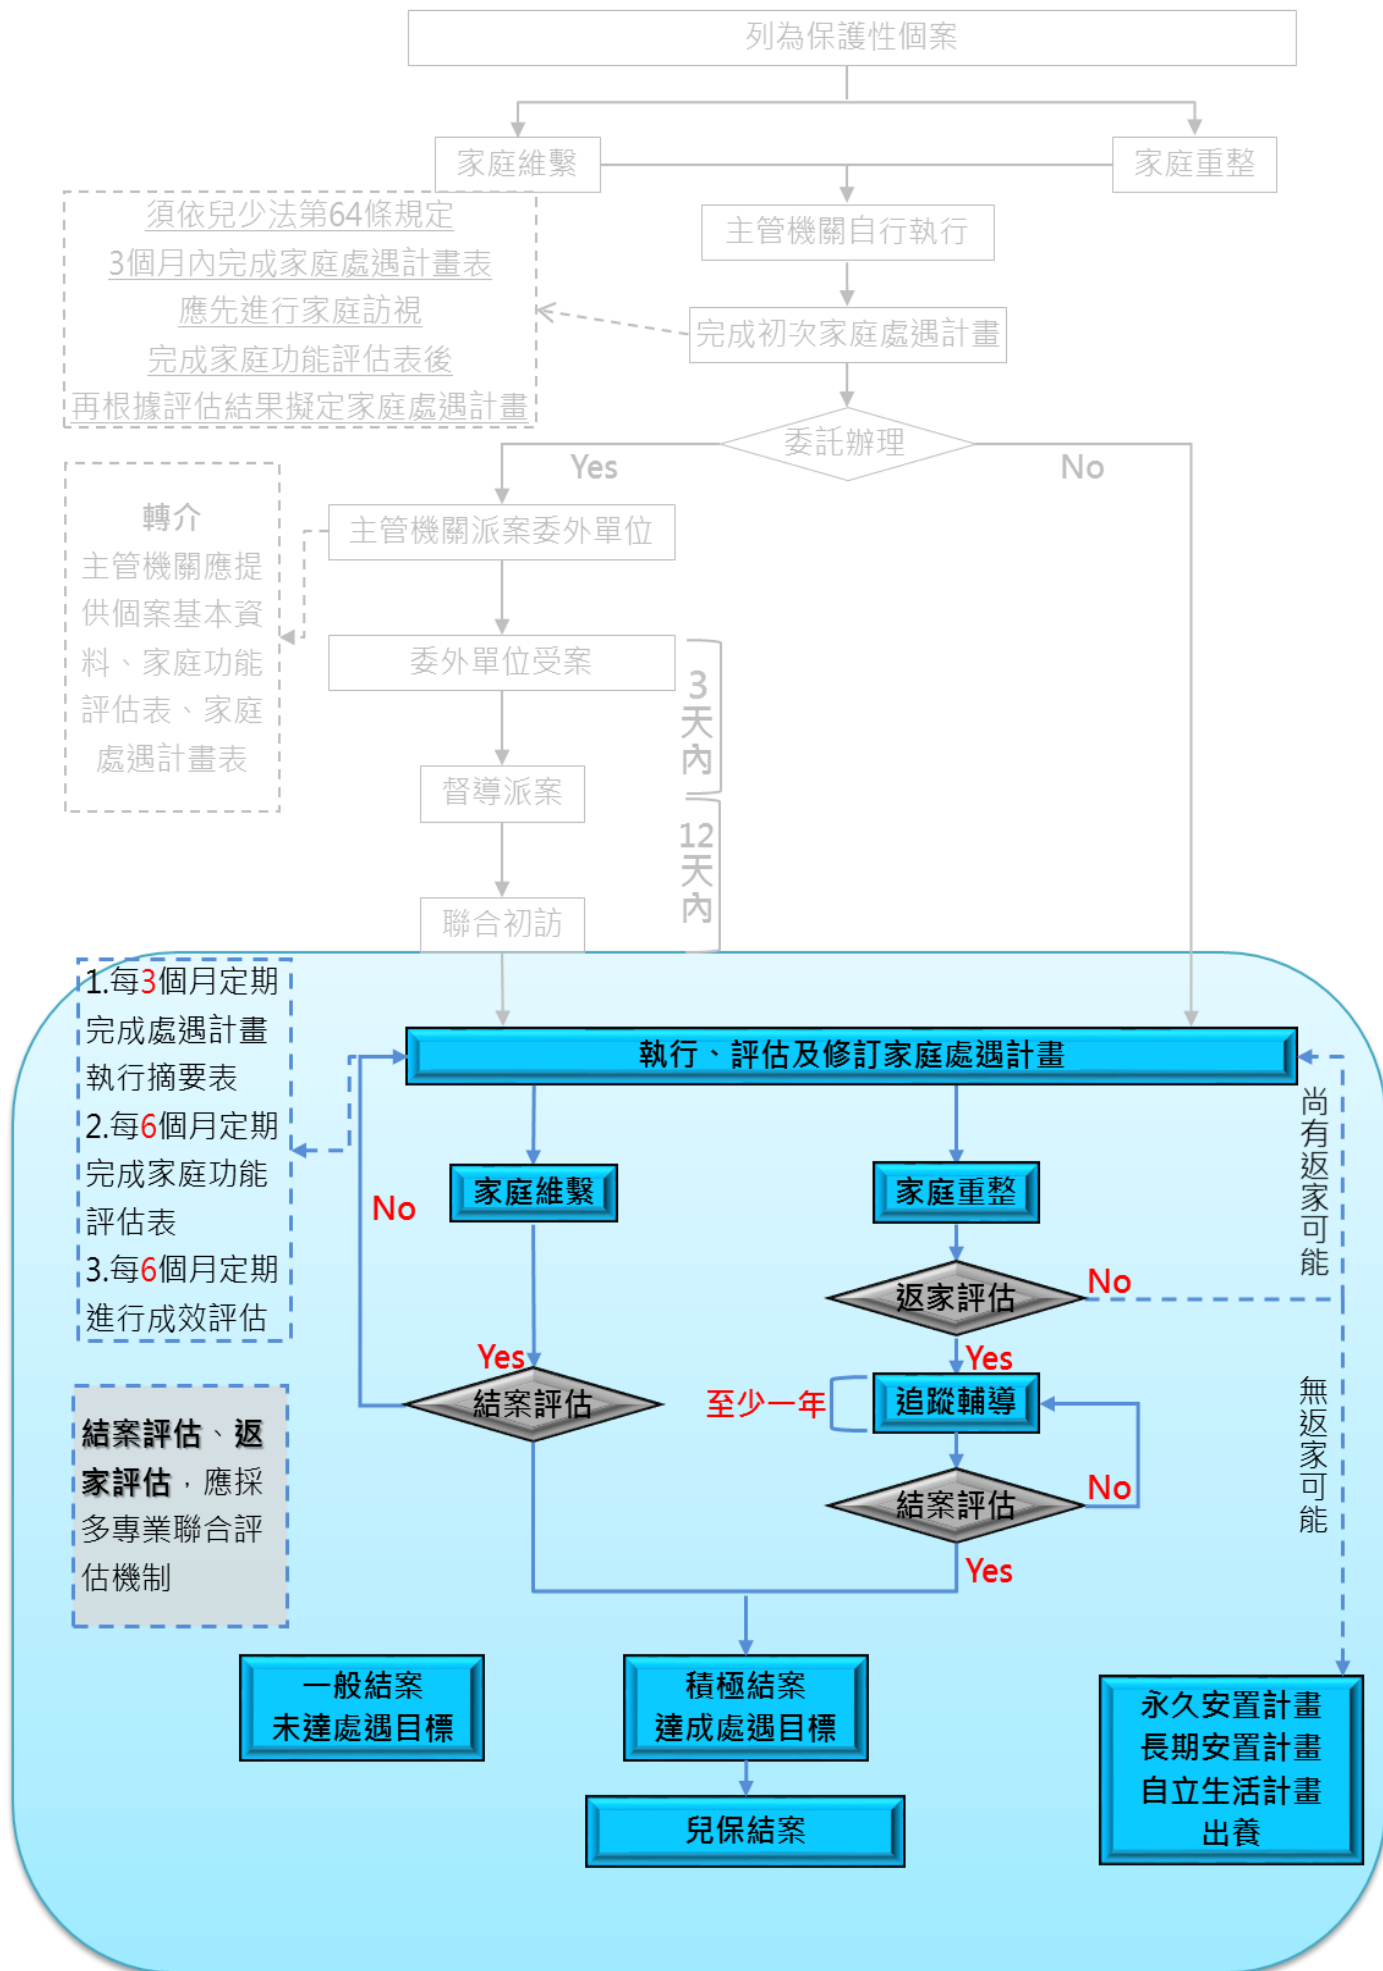 列為保護性個案
家庭維繫
家庭重整
須依兒少法第64條規定
3個月內完成家庭處遇計畫表
應先進行家庭訪視
完成家庭功能評估表後
再根據評估結果擬定家庭處遇計畫
主管機關自行執行
完成初次家庭處遇計畫
委託辦理
Yes
No
轉介
主管機關應提
供個案基本資
料、家庭功能
評估表、家庭
處遇計畫表
主管機關派案委外單位
委外單位受案
3
天
內
督導派案
12
天
內
聯合初訪
1.每3個月定期
完成處遇計畫
執行摘要表
2.每6個月定期
完成家庭功能
評估表
3.每6個月定期
進行成效評估
執行、評估及修訂家庭處遇計畫
尚有返家可能
家庭維繫
家庭重整
No
返家評估
No
Yes
Yes
結案評估
至少一年
追蹤輔導
無返家可能
結案評估、返
家評估，應採
多專業聯合評
估機制
結案評估
No
Yes
一般結案
未達處遇目標
積極結案
達成處遇目標
永久安置計畫
長期安置計畫
自立生活計畫
出養
兒保結案